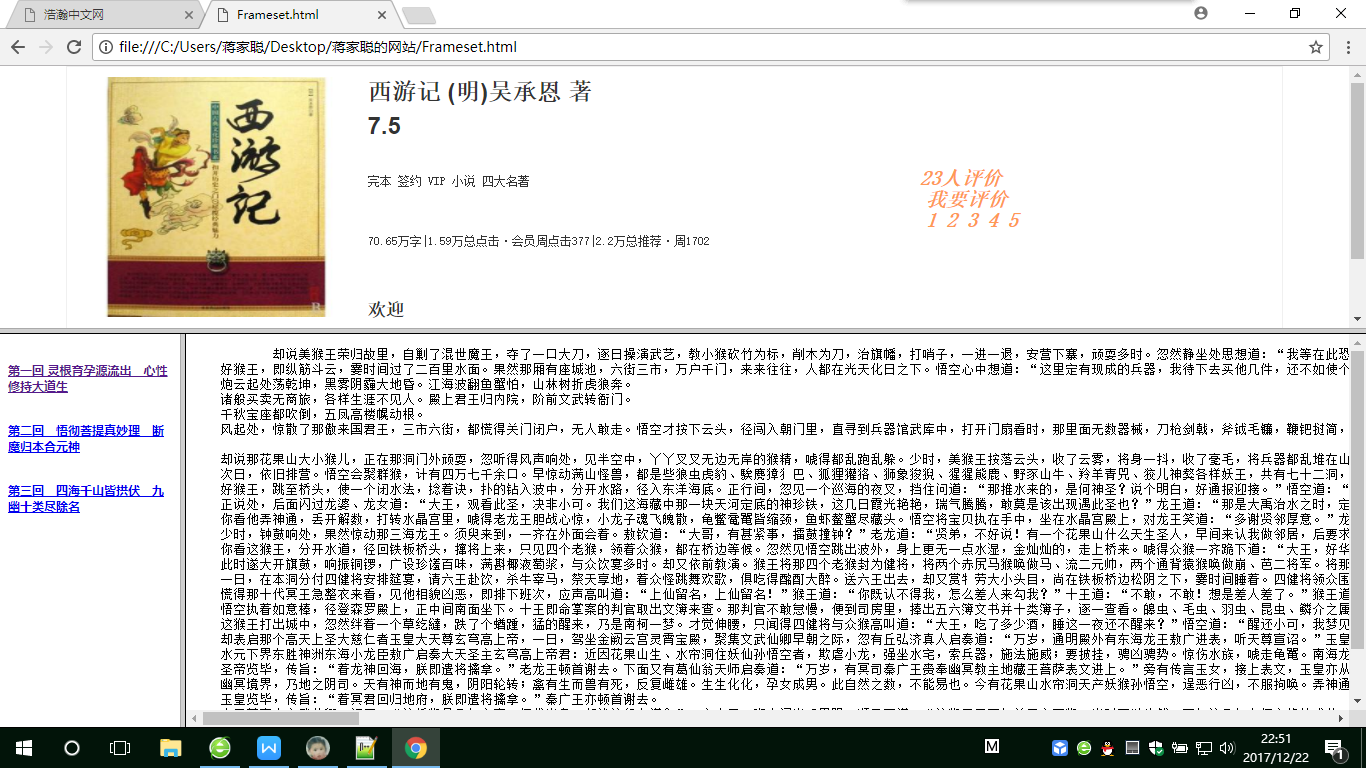 浩瀚中文网
Frameset.html
file:///C:/Users/蒋家聪/Desktop/蒋家聪的网站/Frameset.html
西游记
西游记 (明)吴承恩 著
7.5
完本 签约 VIP 小说 四大名著
70.65万字|1.59万总点击·会员周点击377|2.2万总推荐·周1702
欢迎
23人评价
我要评价
1 2 3 4 5
第一回 灵根育孕源流出　心性
修持大道生
第二回　悟彻菩提真妙理　断
魔归本合元神
第三回　四海千山皆拱伏　九
幽十类尽除名
却说美猴王荣归故里，自剿了混世魔王，夺了一口大刀，逐日操演武艺，教小猴砍竹为标，削木为刀，治旗幡，打哨子，一进一退，安营下寨，顽耍多时。忽然静坐处思想道：“我等在此恐
好猴王，即纵筋斗云，霎时间过了二百里水面。果然那厢有座城池，六街三市，万户千门，来来往往，人都在光天化日之下。悟空心中想道：“这里定有现成的兵器，我待下去买他几件，还不如使个
炮云起处荡乾坤，黑雾阴霾大地昏。江海波翻鱼蟹怕，山林树折虎狼奔。
诸般买卖无商旅，各样生涯不见人。殿上君王归内院，阶前文武转衙门。
千秋宝座都吹倒，五凤高楼幌动根。
风起处，惊散了那傲来国君王，三市六街，都慌得关门闭户，无人敢走。悟空才按下云头，径闯入朝门里，直寻到兵器馆武库中，打开门扇看时，那里面无数器械，刀枪剑戟，斧钺毛镰，鞭钯挝简，
却说那花果山大小猴儿，正在那洞门外顽耍，忽听得风声响处，见半空中，丫丫叉叉无边无岸的猴精，唬得都乱跑乱躲。少时，美猴王按落云头，收了云雾，将身一抖，收了毫毛，将兵器都乱堆在山
次日，依旧排营。悟空会聚群猴，计有四万七千余口。早惊动满山怪兽，都是些狼虫虎豹、
好猴王，跳至桥头，使一个闭水法，捻着诀，扑的钻入波中，分开水路，径入东洋海底。正行间，忽见一个巡海的夜叉，挡住问道：“那推水来的，是何神圣？说个明白，好通报迎接。”悟空道：“
正说处，后面闪过龙婆、龙女道：“大王，观看此圣，决非小可。我们这海藏中那一块天河定底的神珍铁，这几日霞光艳艳，瑞气腾腾，敢莫是该出现遇此圣也？”龙王道：“那是大禹治水之时，定
你看他弄神通，丢开解数，打转水晶宫里，唬得老龙王胆战心惊，小龙子魂飞魄散，龟鳖鼋鼍皆缩颈，鱼虾鳌蟹尽藏头。悟空将宝贝执在手中，坐在水晶宫殿上，对龙王笑道：“多谢贤邻厚意。”龙
少时，钟鼓响处，果然惊动那三海龙王。须臾来到，一齐在外面会着。敖钦道：“大哥，有甚紧事，擂鼓撞钟？”老龙道：“贤弟，不好说！有一个花果山什么天生圣人，早间来认我做邻居，后要求
你看这猴王，分开水道，径回铁板桥头，撺将上来，只见四个老猴，领着众猴，都在桥边等候。忽然见悟空跳出波外，身上更无一点水湿，金灿灿的，走上桥来。唬得众猴一齐跪下道：“大王，好华
此时遂大开旗鼓，响振铜锣，广设珍馐百味，满斟椰液萄浆，与众饮宴多时。却又依前教演。猴王将那四个老猴封为健将，将两个赤尻马猴唤做马、流二元帅，两个通背猿猴唤做崩、芭二将军。将那
一日，在本洞分付四健将安排筵宴，请六王赴饮，杀牛宰马，祭天享地，着众怪跳舞欢歌，俱吃得酩酊大醉。送六王出去，却又赏犒劳大小头目，尚在铁板桥边松阴之下，霎时间睡着。四健将领众围
慌得那十代冥王急整衣来看，见他相貌凶恶，即排下班次，应声高叫道：“上仙留名，上仙留名！”猴王道：“你既认不得我，怎么差人来勾我？”十王道：“不敢，不敢！想是差人差了。”猴王道
悟空执着如意棒，径登森罗殿上，正中间南面坐下。十王即命掌案的判官取出文簿来查。那判官不敢怠慢，便到司房里，捧出五六簿文书并十类簿子，逐一查看。
这猴王打出城中，忽然绊着一个草纥繨，跌了个躘踵，猛的醒来，乃是南柯一梦。才觉伸腰，只闻得四健将与众猴高叫道：“大王，吃了多少酒，睡这一夜还不醒来？”悟空道：“醒还小可，我梦见
却表启那个高天上圣大慈仁者玉皇大天尊玄穹高上帝，一日，驾坐金阙云宫灵霄宝殿，聚集文武仙卿早朝之际，忽有丘弘济真人启奏道：“万岁，通明殿外有东海龙王敖广进表，听天尊宣诏。”玉皇
水元下界东胜神洲东海小龙臣敖广启奏大天圣主玄穹高上帝君：近因花果山生、水帘洞住妖仙孙悟空者，欺虐小龙，强坐水宅，索兵器，施法施威；要披挂，骋凶骋势。惊伤水族，唬走龟鼍。南海龙
圣帝览毕，传旨：“着龙神回海，朕即遣将擒拿。”老龙王顿首谢去。下面又有葛仙翁天师启奏道：“万岁，有冥司秦广王赍奉幽冥教主地藏王菩萨表文进上。”旁有传言玉女，接上表文，玉皇亦从
幽冥境界，乃地之阴司。天有神而地有鬼，阴阳轮转；禽有生而兽有死，反复雌雄。生生化化，孕女成男。此自然之数，不能易也。今有花果山水帘洞天产妖猴孙悟空，逞恶行凶，不服拘唤。弄神通
玉皇览毕，传旨：“着冥君回归地府，朕即遣将擒拿。”秦广王亦顿首谢去。
M
22:51
2017/12/22
1